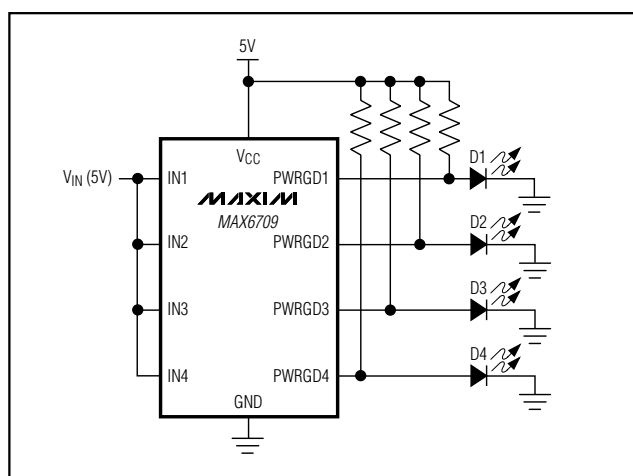 5V
VCC
VIN (5V)
IN1
MAXIM
PWRGD1
D1
MAX6709
IN2
PWRGD2
D2
IN3
PWRGD3
D3
IN4
PWRGD4
D4
GND